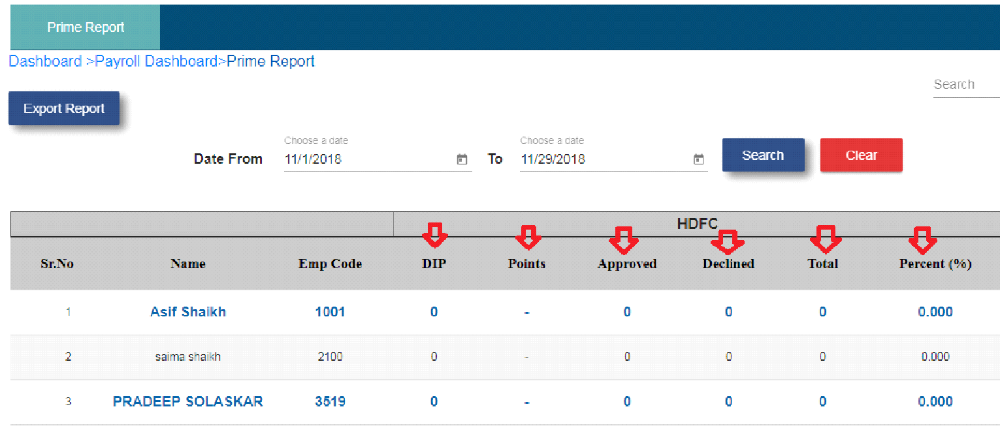 Prime Report
Dashboard >Payroll Dashboard>Prime Report
Search
Export Report
Choose a date Choose a date
Date From 11/1/2018 To 11/29/2018 Search Clear
HDFC
Sr.No Name Emp Code DIP Points Approved Declined Total Percent (%)
1 Asif Shaikh 1001 0 - 0 0 0 0.000
2 saima shaikh 2100 0 - 0 0 0 0.000
3 PRADEEP SOLASKAR 3519 0 - 0 0 0 0.000